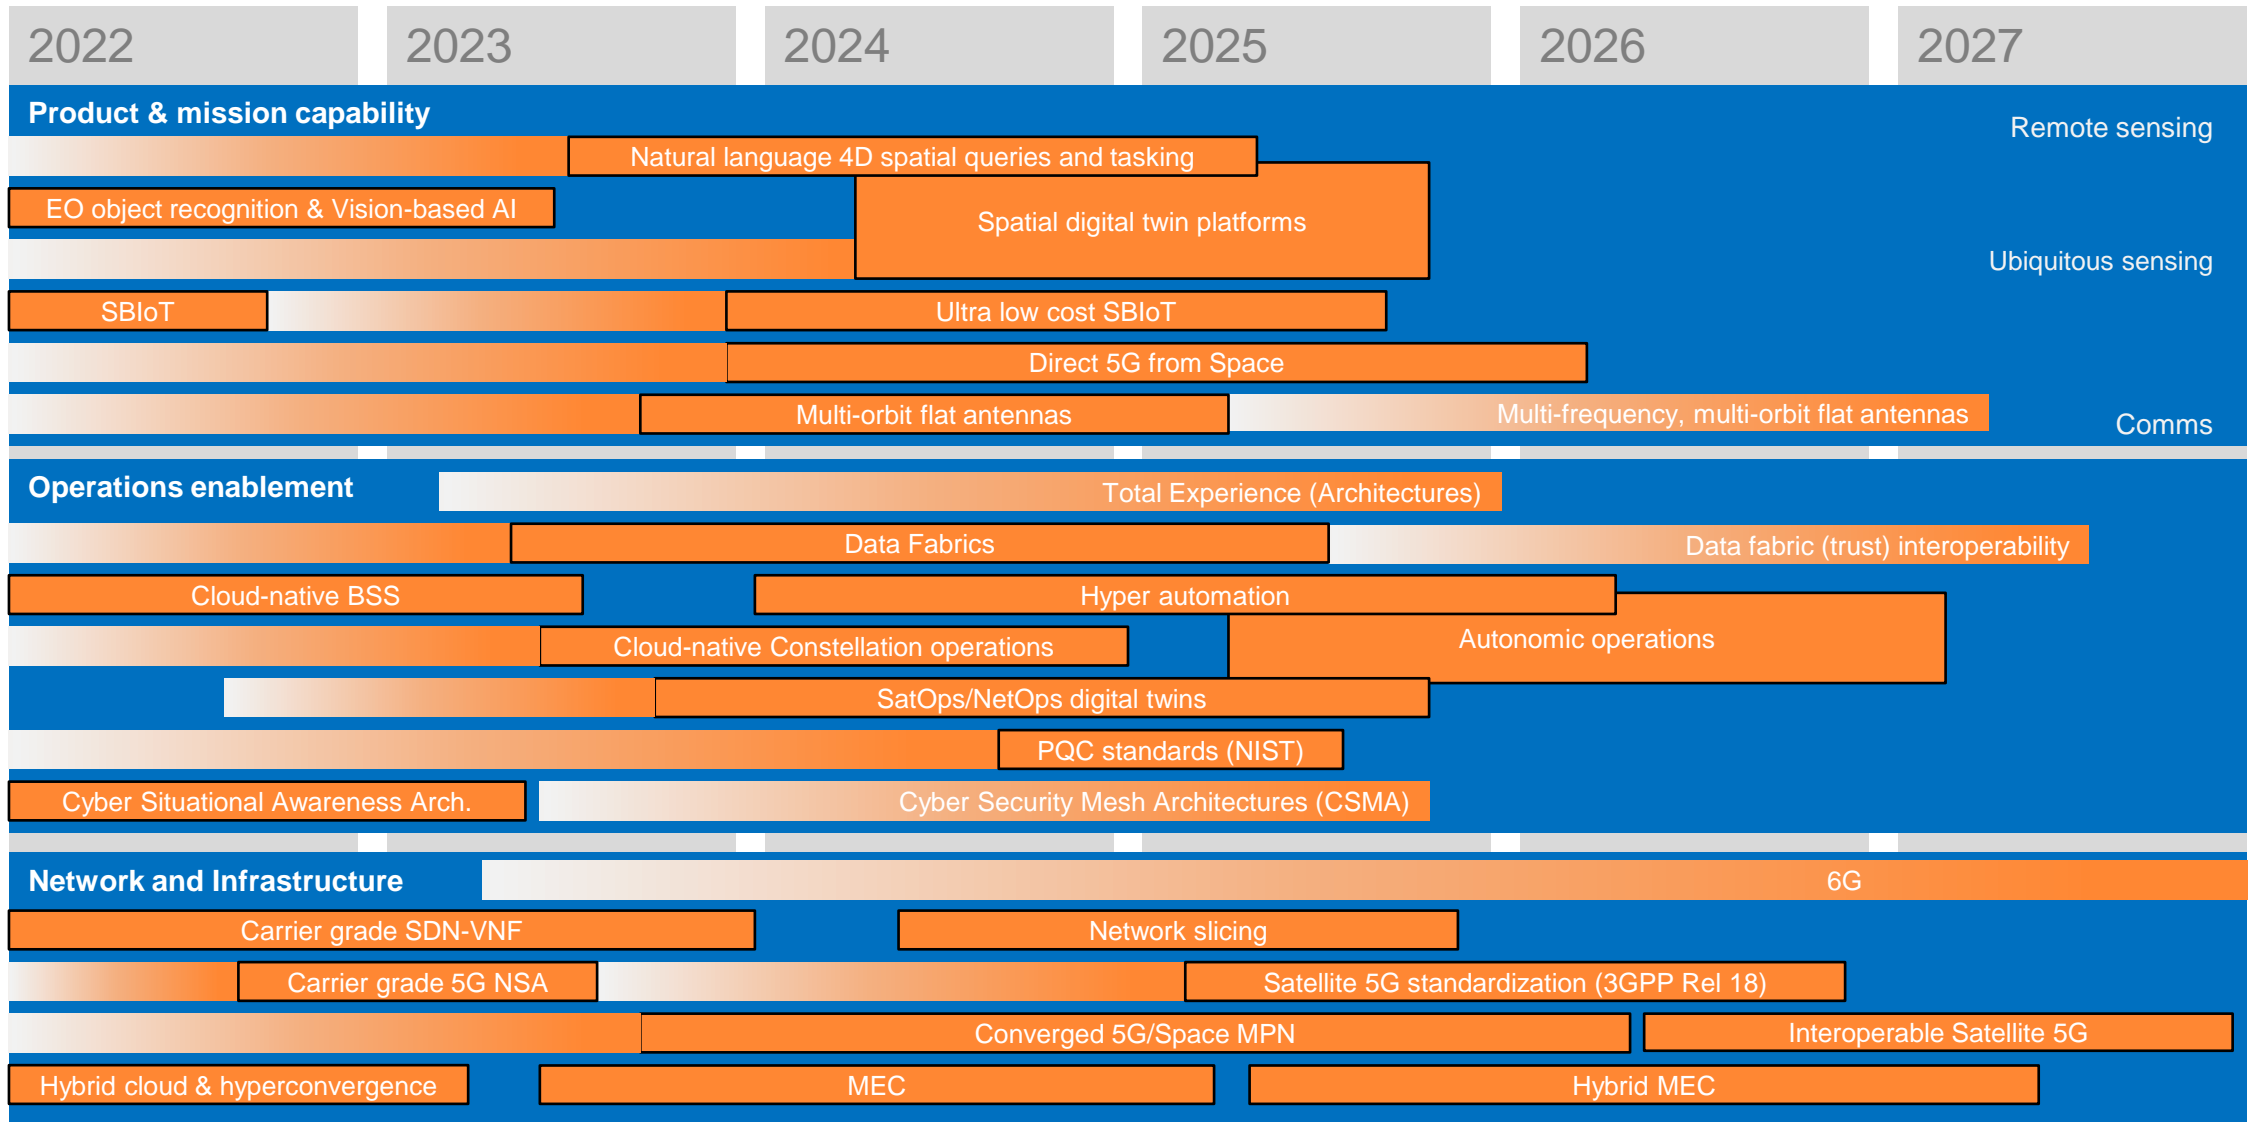 2022
2023
2024
2025
2026
2027
Product & mission capability
Remote sensing
Natural language 4D spatial queries and tasking
EO object recognition & Vision-based AI
Spatial digital twin platforms
Ubiquitous sensing
SBIoT
Ultra low cost SBIoT
Direct 5G from Space
Multi-orbit flat antennas
Multi-frequency, multi-orbit flat antennas
Comms
Operations enablement
Total Experience (Architectures)
Data Fabrics
Data fabric (trust) interoperability
Cloud-native BSS
Hyper automation
Cloud-native Constellation operations
Autonomic operations
SatOps/NetOps digital twins
PQC standards (NIST)
Cyber Situational Awareness Arch.
Cyber Security Mesh Architectures (CSMA)
Network and Infrastructure
6G
Carrier grade SDN-VNF
Network slicing
Carrier grade 5G NSA
Satellite 5G standardization (3GPP Rel 18)
Converged 5G/Space MPN
Interoperable Satellite 5G
Hybrid cloud & hyperconvergence
MEC
Hybrid MEC